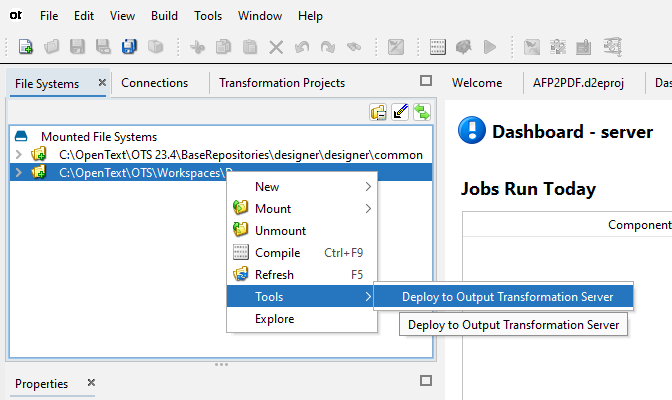 ot File Edit View Build Tools Window Help
File Systems Connections Transformation Projects Welcome AFP2PDF.d2eproj Das
Mounted File Systems
C:\OpenText\OTS 23.4\BaseRepositories\designer\designer\common
C:\OpenText\OTS\Workspaces\
New
Mount
Unmount
Compile Ctrl+F9
Refresh F5
Tools
Explore
Deploy to Output Transformation Server
Deploy to Output Transformation Server
Properties
Dashboard - server
Jobs Run Today
Component